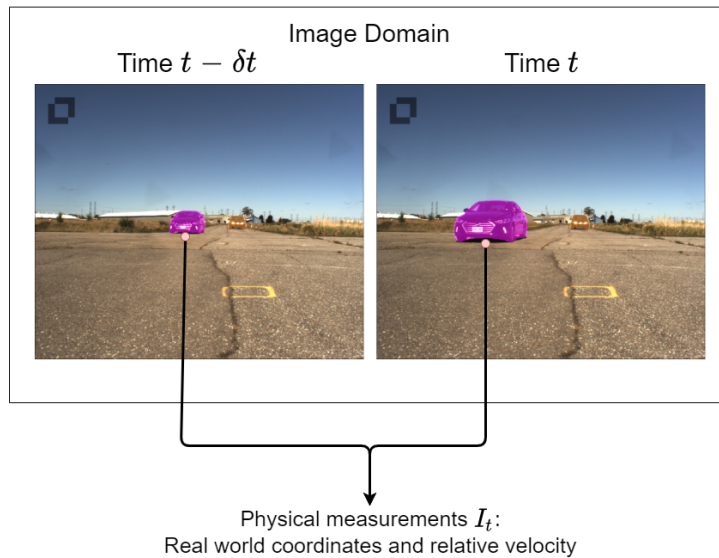 Image Domain
Time t − δt
Time t
Physical measurements I_t:
Real world coordinates and relative velocity